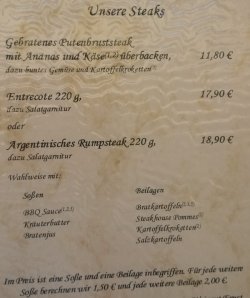 Unsere Steaks
Gebratenes Putenbruststeak
mit Ananas und Käse(1,2) überbacken, 11,80 €
dazu buntes Gemüse und Kartoffelkroketten
Entrecote 220 g, 17,90 €
dazu Salatgarnitur
oder
Argentinisches Rumpsteak 220 g, 18,90 €
dazu Salatgarnitur
Wahlweise mit:
Soßen Beilagen
BBQ Sauce Bratkartoffeln
Kräuterbutter Steakhouse Pommes
Bratenjus Kartoffelkroketten
Salzkartoffeln
Im Preis ist eine Soße und eine Beilage inbegriffen. Für jede weitere
Soße berechnen wir 1,50 € und jede weitere Beilage 2,00 €